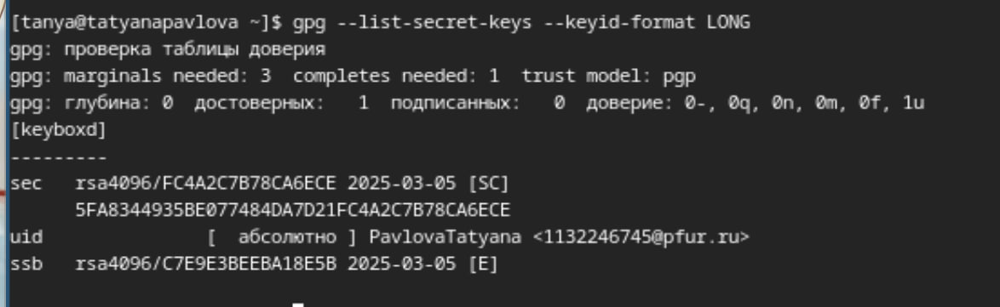 [tanya@tatyanapavlova ~]$ gpg --list-secret-keys --keyid-format LONG
gpg: проверка таблицы доверия
gpg: marginals needed: 3  completes needed: 1  trust model: pgp
gpg: глубина: 0  достоверных:   1  подписанных:   0  доверие: 0-, 0q, 0n, 0m, 0f, 1u
[keyboxd]
---------
sec   rsa4096/FC4A2C7B78CA6ECE 2025-03-05 [SC]
      5FA8344935BE077484DA7D21FC4A2C7B78CA6ECE
uid               [  абсолютно ] PavlovaTatyana <1132246745@pfur.ru>
ssb   rsa4096/C7E9E3BEEBA18E5B 2025-03-05 [E]